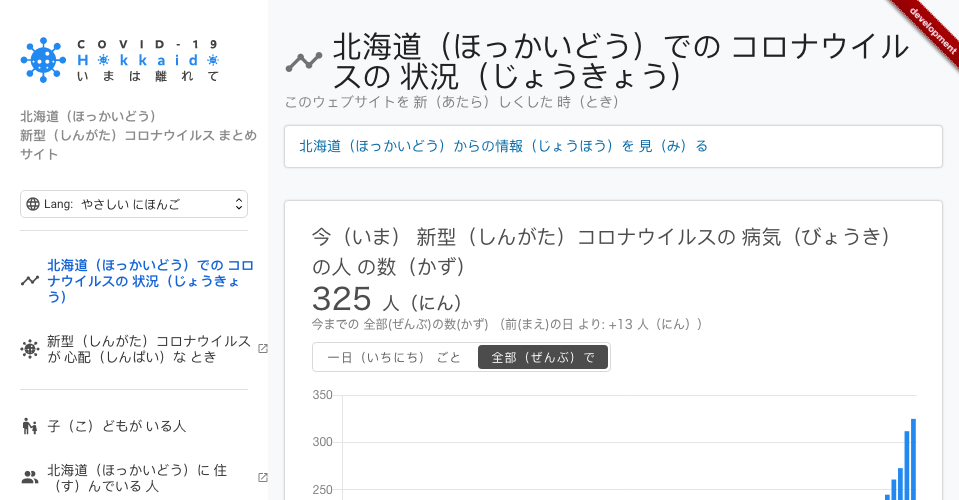 COVID-19
Hokkaido
いまは離れて
北海道（ほっかいどう）
新型（しんがた）コロナウイルス まとめ
サイト
Lang: やさしい にほんご
北海道（ほっかいどう）での コロ
ナウイルスの 状況（じょうきょ
う）
新型（しんがた）コロナウイルス
が 心配（しんぱい）な とき
子（こ）どもが いる人
北海道（ほっかいどう）に 住
（す）んでいる 人
development
北海道（ほっかいどう）での コロナウイル
スの 状況（じょうきょう）
このウェブサイトを 新（あたら）しくした 時（とき）
北海道（ほっかいどう）からの情報（じょうほう）を 見（み）る
今（いま） 新型（しんがた）コロナウイルスの 病気（びょうき）
の人 の数（かず）
325 人（にん）
今までの 全部(ぜんぶ)の数(かず) （前(まえ)の日 より: +13 人（にん））
一日（いちにち） ごと
全部（ぜんぶ）で
350
300
250